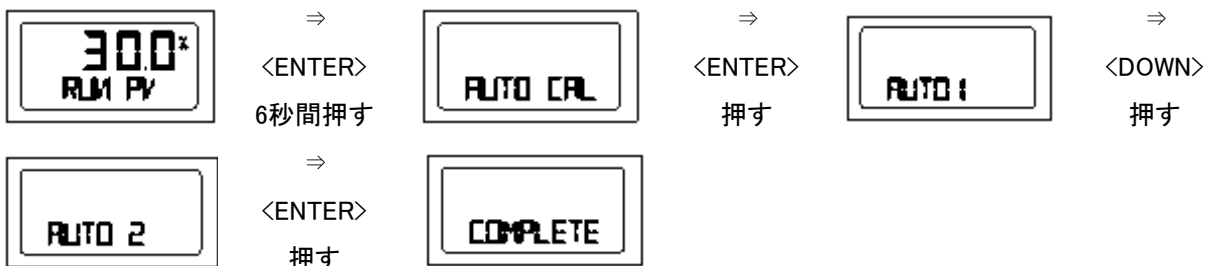 30.0%
RUN PV
⇒
<ENTER>
6秒間押す
AUTO CAL
⇒
<ENTER>
押す
AUTO 1
⇒
<DOWN>
押す
AUTO 2
⇒
<ENTER>
押す
COMPLETE